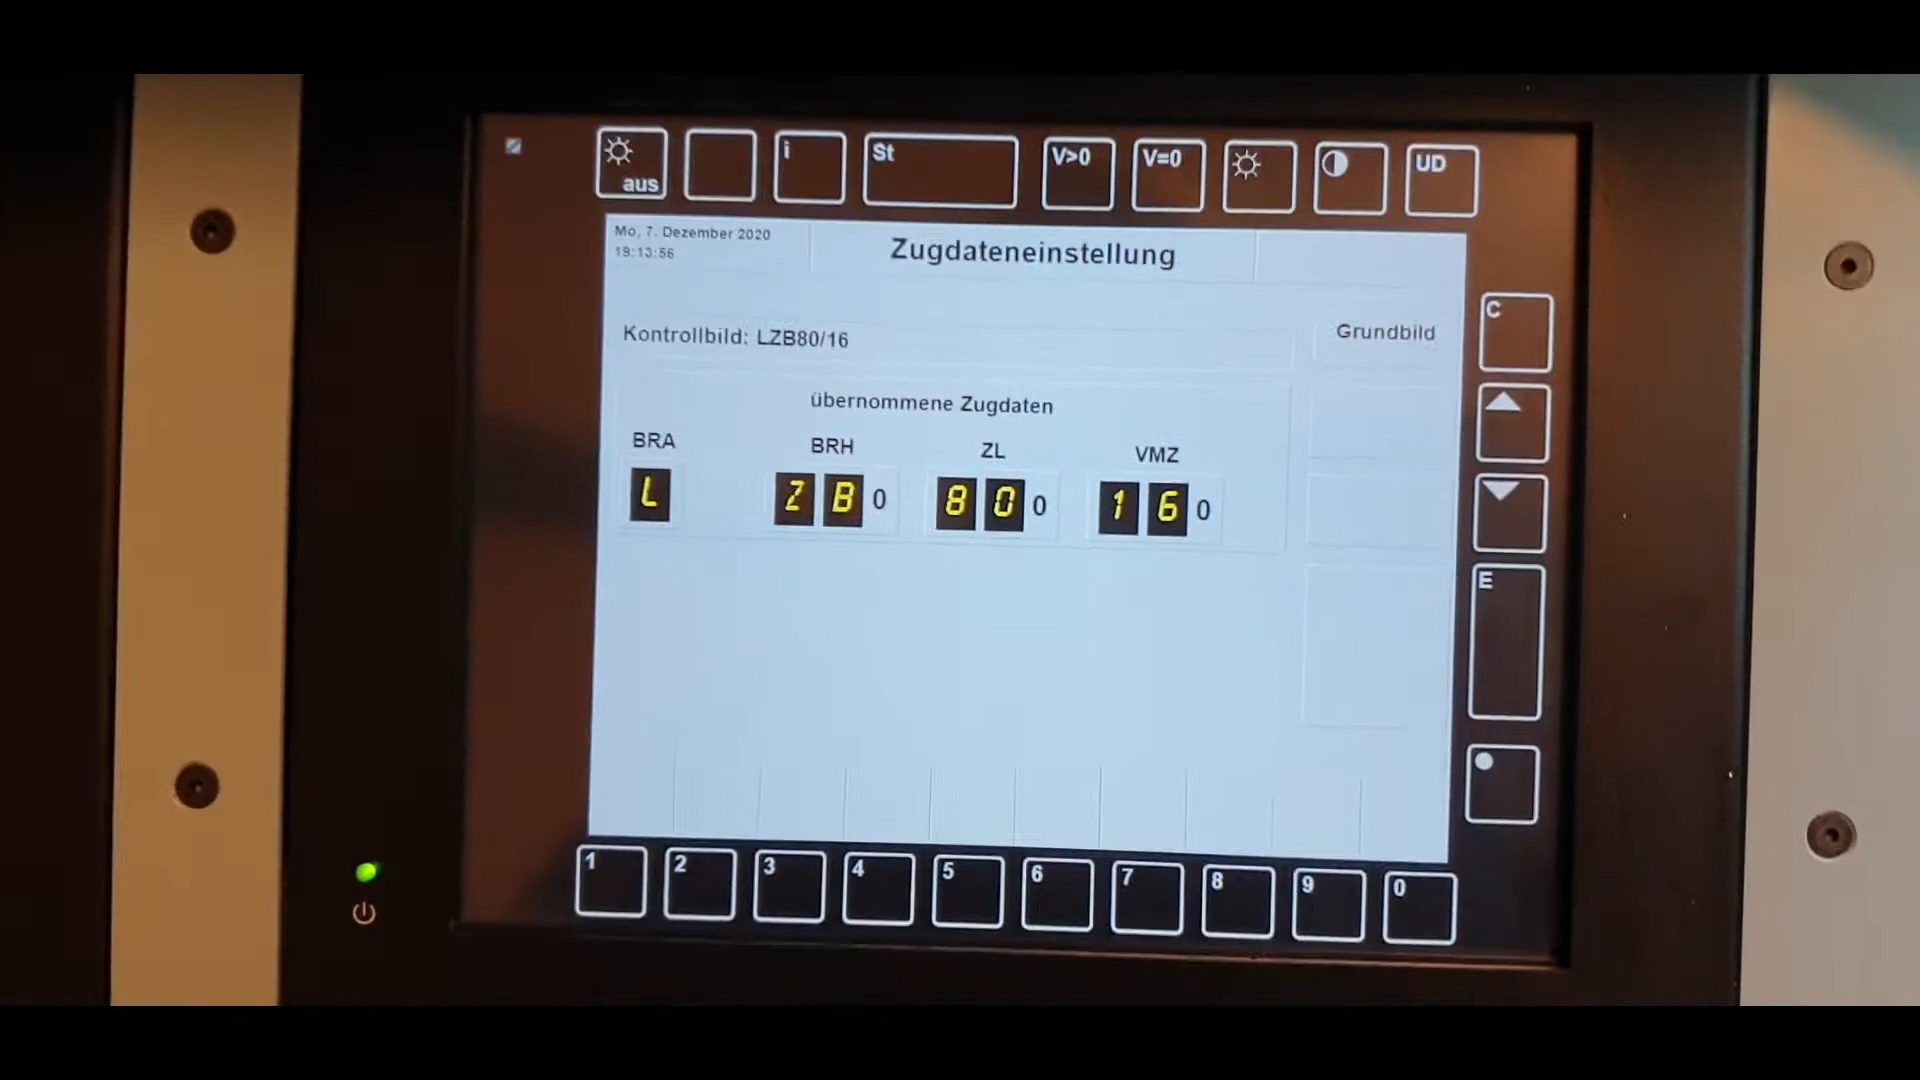 aus i St V>0 V=0 UD
Mo, 7. Dezember 2020
19:13:56
Zugdateneinstellung
Kontrollbild: LZB80/16
Grundbild
übernommene Zugdaten
BRA BRH ZL VMZ
L Z B 0 8 0 0 1 6 0
C
E
1 2 3 4 5 6 7 8 9 0